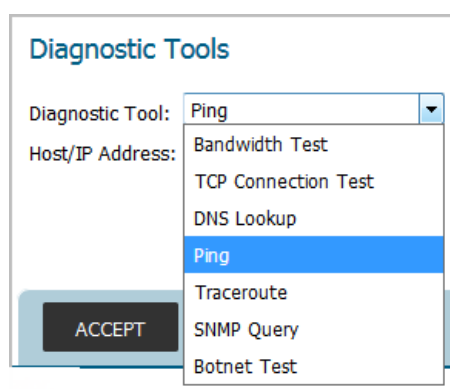 Diagnostic Tools
Diagnostic Tool: Ping
Host/IP Address:
Bandwidth Test
TCP Connection Test
DNS Lookup
Ping
Traceroute
SNMP Query
Botnet Test
ACCEPT